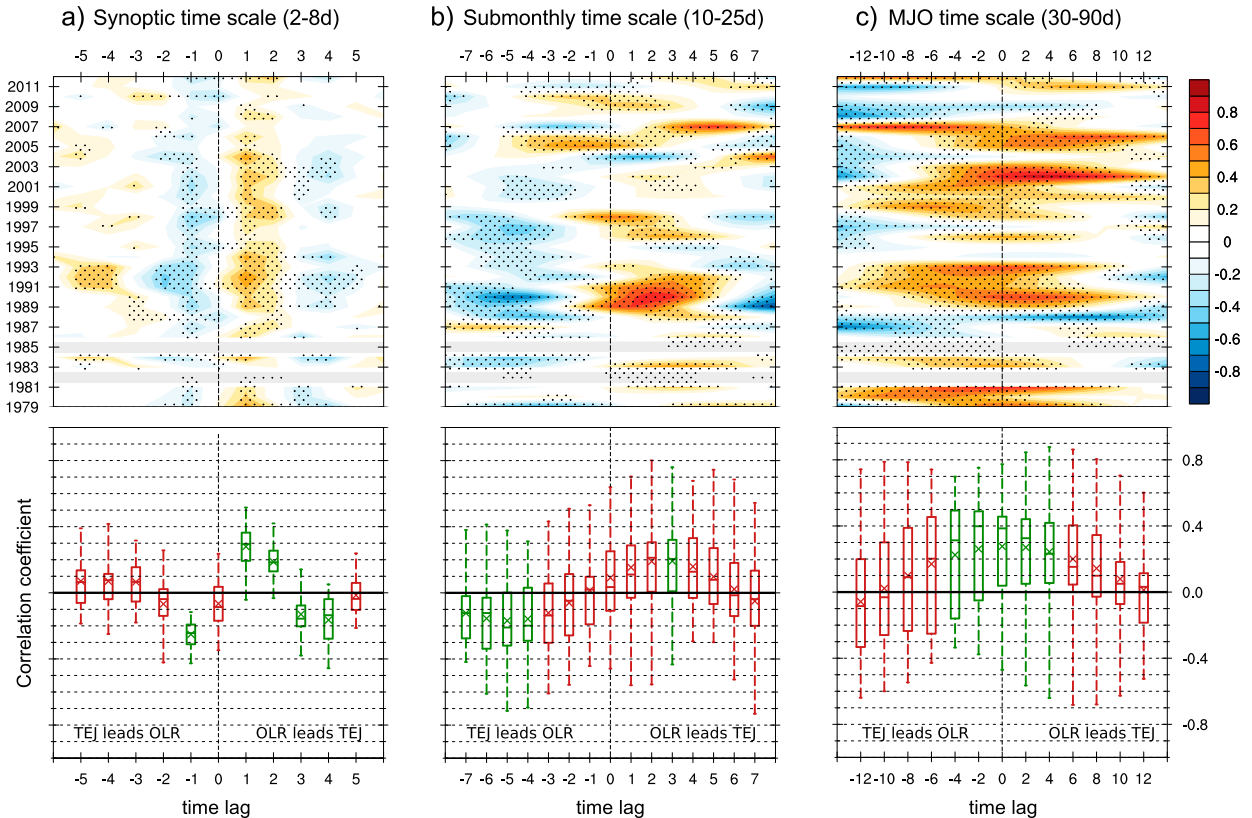 a) Synoptic time scale (2-8d)
b) Submonthly time scale (10-25d)
c) MJO time scale (30-90d)
-5 -4 -3 -2 -1 0 1 2 3 4 5
-7 -6 -5 -4 -3 -2 -1 0 1 2 3 4 5 6 7
-12 -10 -8 -6 -4 -2 0 2 4 6 8 10 12
2011
2009
2007
2005
2003
2001
1999
1997
1995
1993
1991
1989
1987
1985
1983
1981
1979
0.8
0.6
0.4
0.2
0
-0.2
-0.4
-0.6
-0.8
Correlation coefficient
0.8
0.4
0.0
-0.4
-0.8
TEJ leads OLR OLR leads TEJ
TEJ leads OLR OLR leads TEJ
TEJ leads OLR OLR leads TEJ
-5 -4 -3 -2 -1 0 1 2 3 4 5
-7 -6 -5 -4 -3 -2 -1 0 1 2 3 4 5 6 7
-12 -10 -8 -6 -4 -2 0 2 4 6 8 10 12
time lag
time lag
time lag